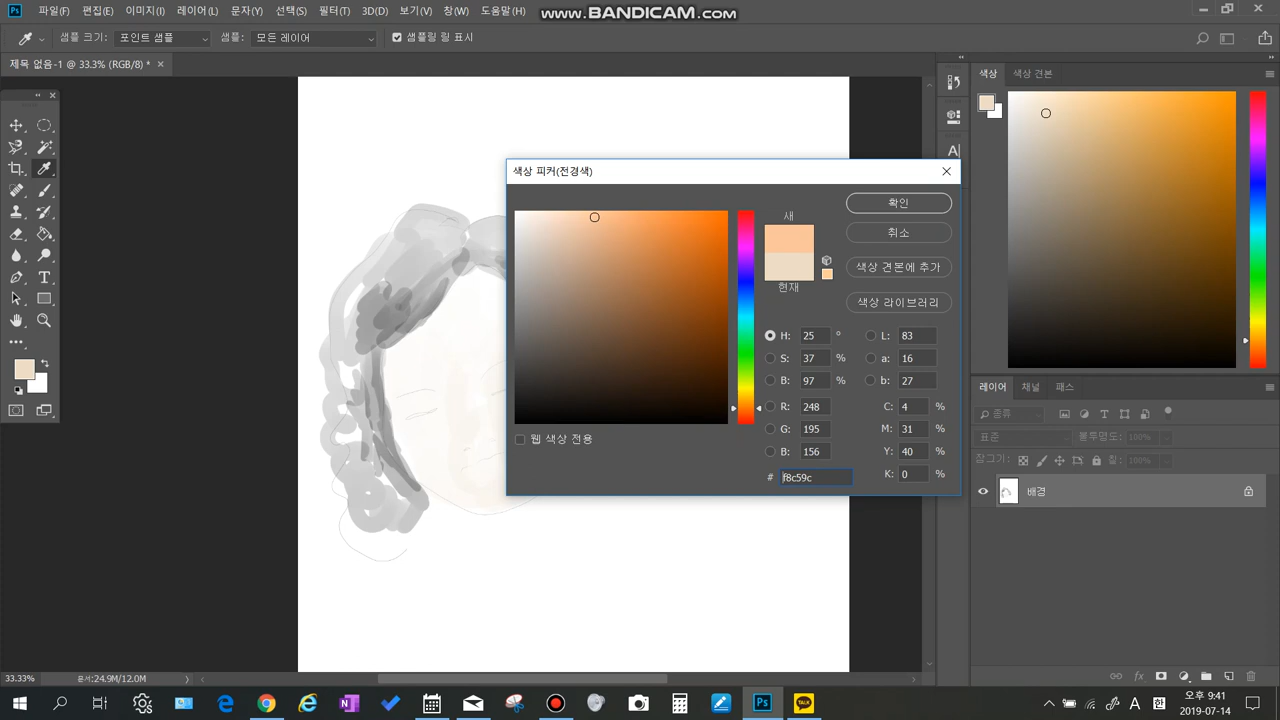 Ps 파일(F) 편집(E) 이미지(I) 레이어(L) 문자(Y) 선택(S) 필터(T) 3D(D) 보기(V) 창(W) 도움말(H) www.BANDICAM.com
샘플 크기: 포인트 샘플 샘플: 모든 레이어 샘플링 링 표시
제목 없음-1 @ 33.3% (RGB/8) *
색상 색상 견본
색상 피커(전경색)
새
현재
확인
취소
색상 견본에 추가
색상 라이브러리
H: 25 °
S: 37 %
B: 97 %
R: 248
G: 195
B: 156
L: 83
a: 16
b: 27
C: 4 %
M: 31 %
Y: 40 %
K: 0 %
웹 색상 전용
# f8c59c
레이어 채널 패스
종류
표준 불투명도: 100%
잠그기: 칠: 100%
배경
33.33% 문서:24.9M/12.0M
A 한 오후 9:41
2019-07-14